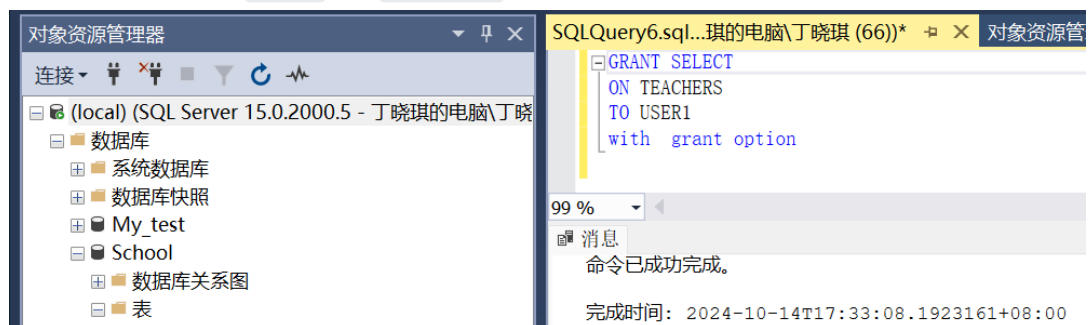 对象资源管理器
连接
(local) (SQL Server 15.0.2000.5 - 丁晓琪的电脑\丁晓
数据库
系统数据库
数据库快照
My_test
School
数据库关系图
表
SQLQuery6.sql...琪的电脑\丁晓琪 (66))*
对象资源管
GRANT SELECT
ON TEACHERS
TO USER1
with  grant option
99 %
消息
命令已成功完成。
完成时间: 2024-10-14T17:33:08.1923161+08:00